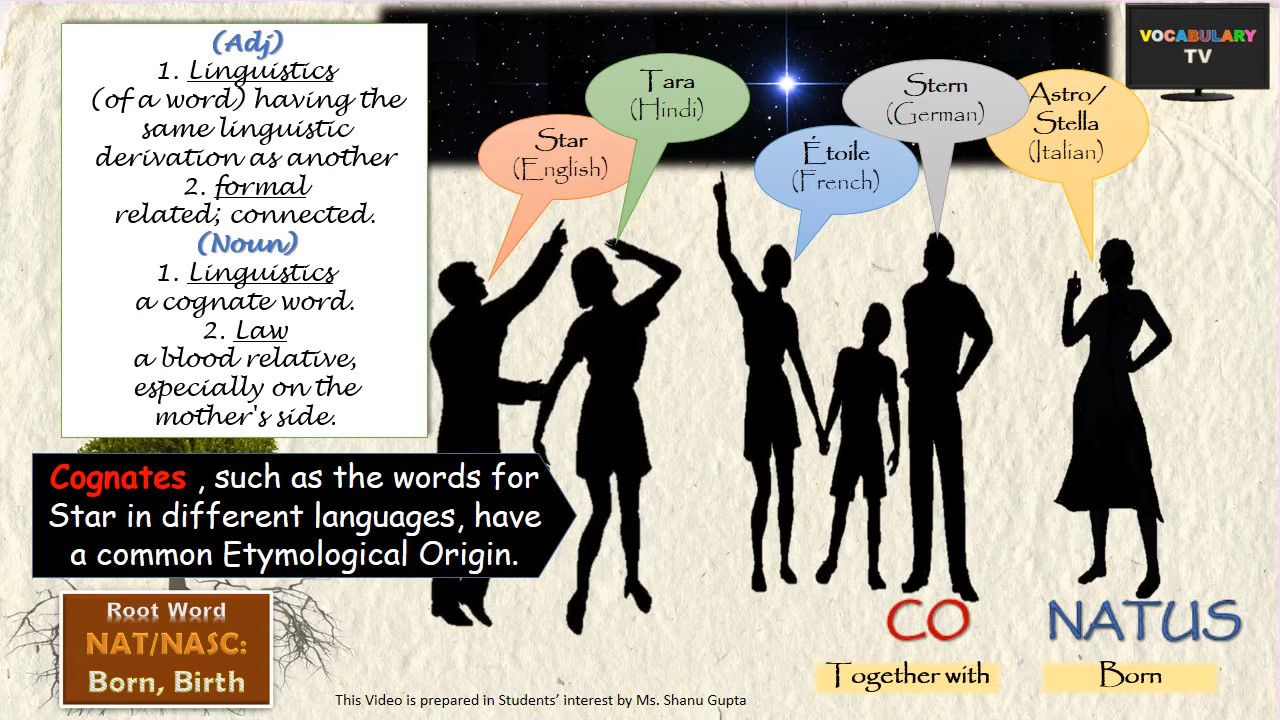 (Adj)
1. Linguistics
(of a word) having the
same linguistic
derivation as another
2. formal
related; connected.
(Noun)
1. Linguistics
a cognate word.
2. Law
a blood relative,
especially on the
mother's side.
Star
(English)
Tara
(Hindi)
Étoile
(French)
Stern
(German)
Astro/
Stella
(Italian)
VOCABULARY
TV
Cognates , such as the words for
Star in different languages, have
a common Etymological Origin.
Root Word
NAT/NASC:
Born, Birth
CO
Together with
NATUS
Born
This Video is prepared in Students' interest by Ms. Shanu Gupta